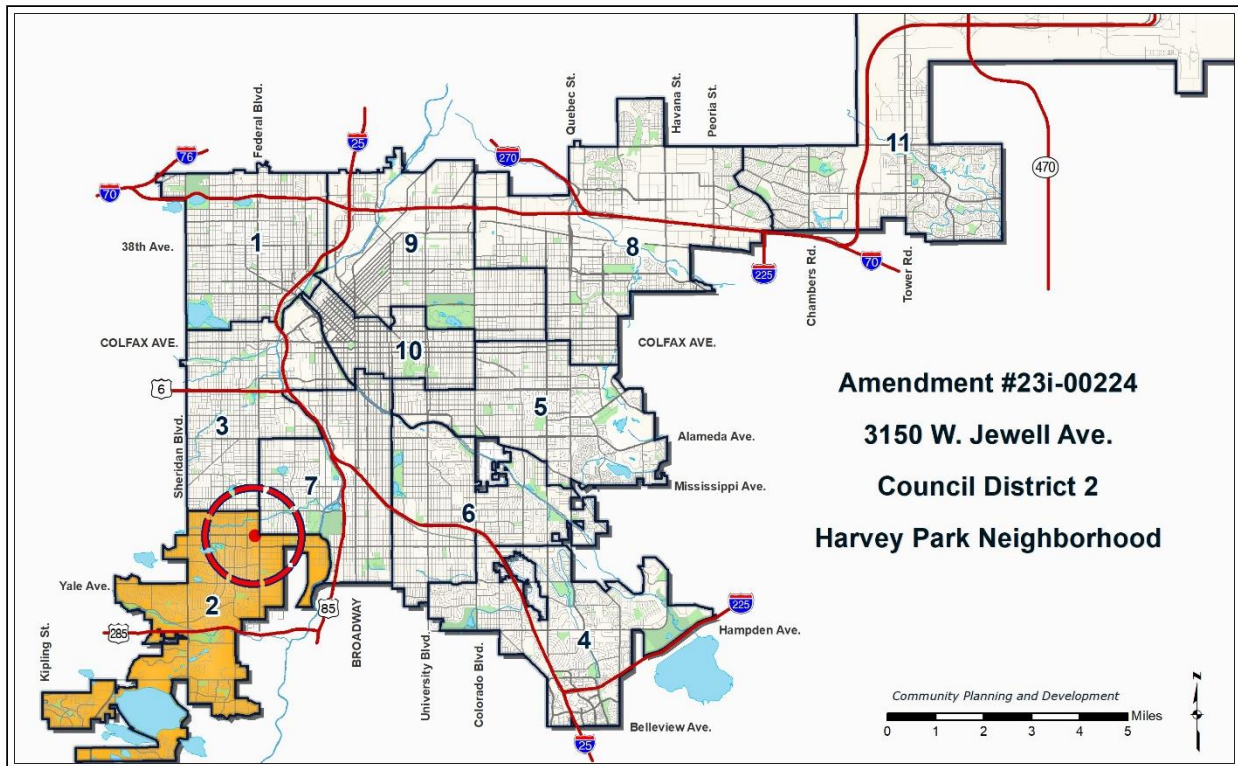 Federal Blvd.
Quebec St.
Havana St.
Peoria St.
76
25
270
70
11
470
38th Ave.
1
9
8
225
Chambers Rd.
70
Tower Rd.
COLFAX AVE.
10
COLFAX AVE.
6
3
5
Sheridan Blvd.
Alameda Ave.
Mississippi Ave.
7
6
Yale Ave.
2
85
285
BROADWAY
University Blvd.
Colorado Blvd.
4
225
Hampden Ave.
Kipling St.
Belleview Ave.
25
Amendment #23i-00224
3150 W. Jewell Ave.
Council District 2
Harvey Park Neighborhood
Community Planning and Development
Miles
0 1 2 3 4 5
N